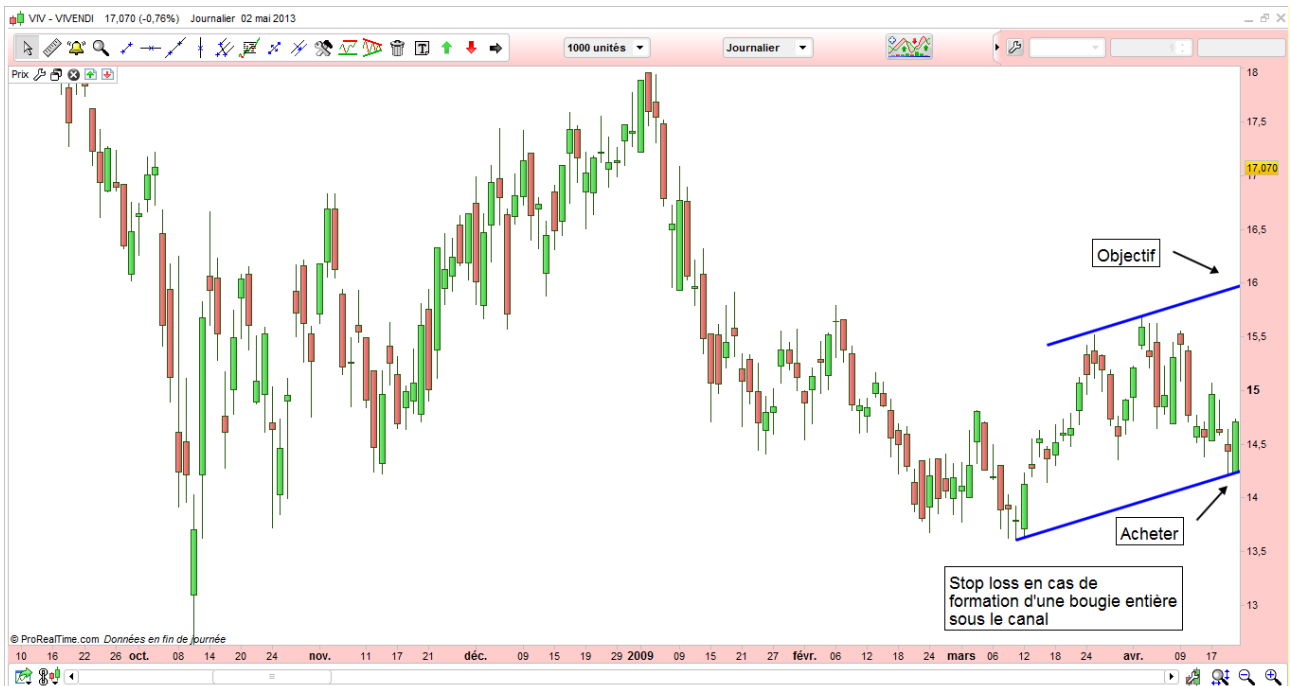 VIV - VIVENDI 17,070 (-0,76%) Journalier 02 mai 2013
1000 unités
Journalier
Prix
18
17,5
17,070
17
16,5
16
15,5
15
14,5
14
13,5
13
Objectif
Acheter
Stop loss en cas de
formation d'une bougie entière
sous le canal
© ProRealTime.com Données en fin de journée
10 16 22 26 oct. 08 14 20 24 nov. 11 17 21 déc. 09 15 19 29 2009 09 15 21 27 févr. 06 12 18 24 mars 06 12 18 24 avr. 09 17